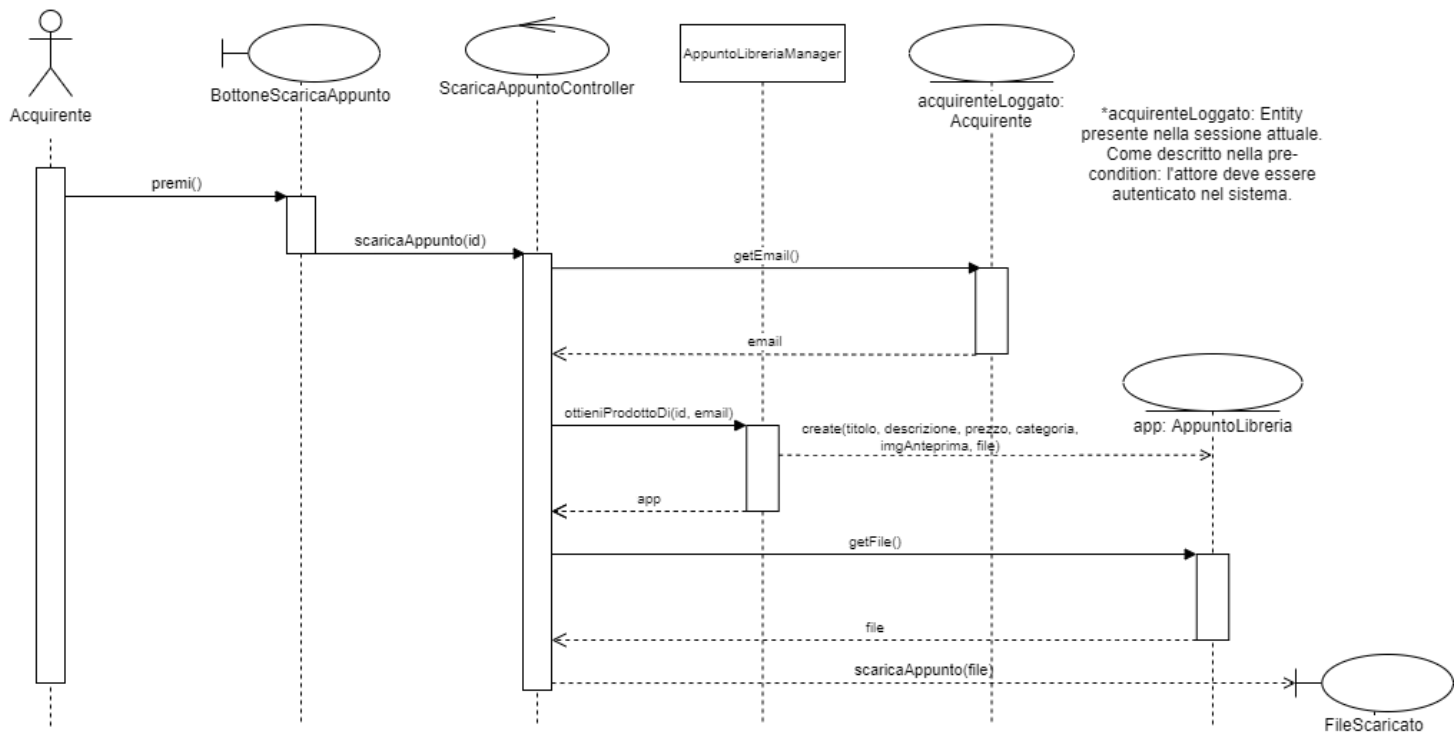 Acquirente
BottoneScaricaAppunto
ScaricaAppuntoController
AppuntoLibreriaManager
acquirenteLoggato:
Acquirente
*acquirenteLoggato: Entity
presente nella sessione attuale.
Come descritto nella pre-
condition: l'attore deve essere
autenticato nel sistema.
premi()
scaricaAppunto(id)
getEmail()
email
ottieniProdottoDi(id, email)
create(titolo, descrizione, prezzo, categoria,
imgAnteprima, file)
app: AppuntoLibreria
app
getFile()
file
scaricaAppunto(file)
FileScaricato